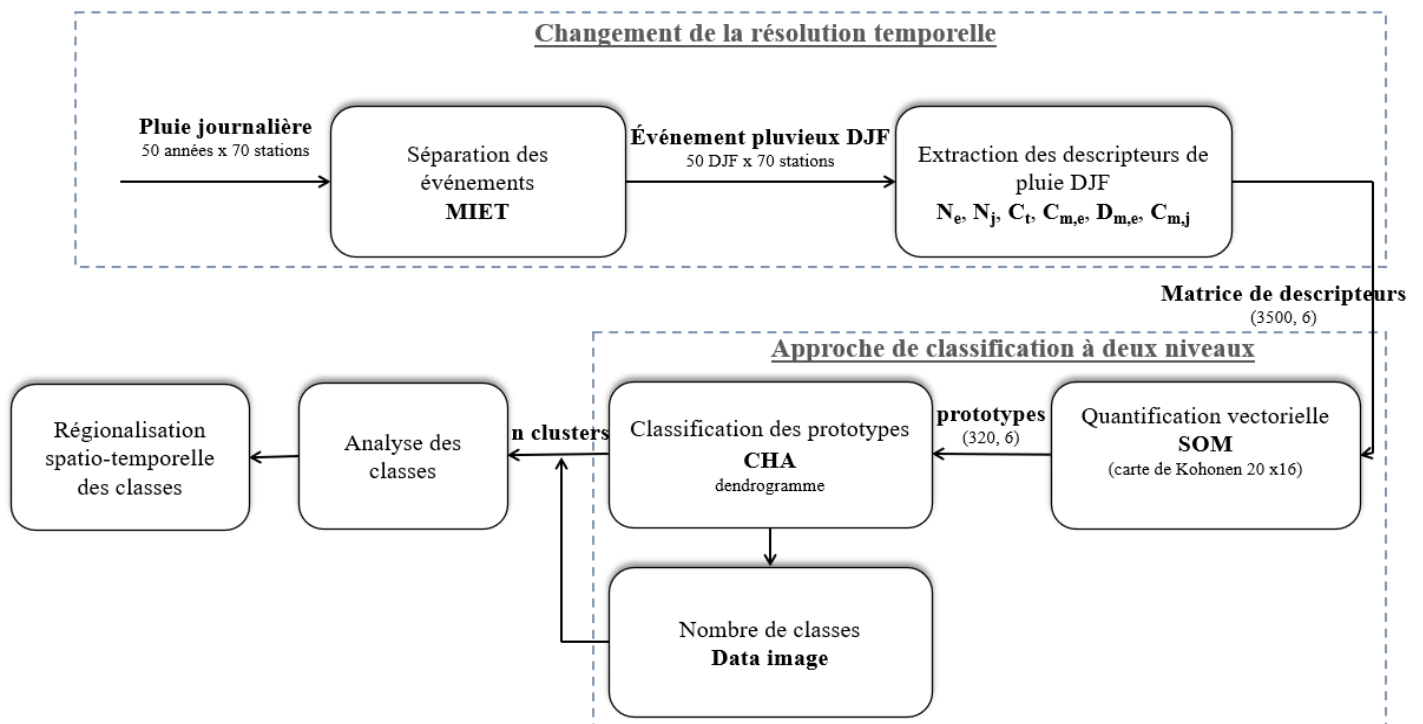 Changement de la résolution temporelle
Pluie journalière
50 années x 70 stations
Séparation des
événements
MIET
Événement pluvieux DJF
50 DJF x 70 stations
Extraction des descripteurs de
pluie DJF
Ne, Nj, Ct, Cm,e, Dm,e, Cm,j
Matrice de descripteurs
(3500, 6)
Approche de classification à deux niveaux
Quantification vectorielle
SOM
(carte de Kohonen 20 x16)
prototypes
(320, 6)
Classification des prototypes
CHA
dendrogramme
n clusters
Analyse des
classes
Régionalisation
spatio-temporelle
des classes
Nombre de classes
Data image